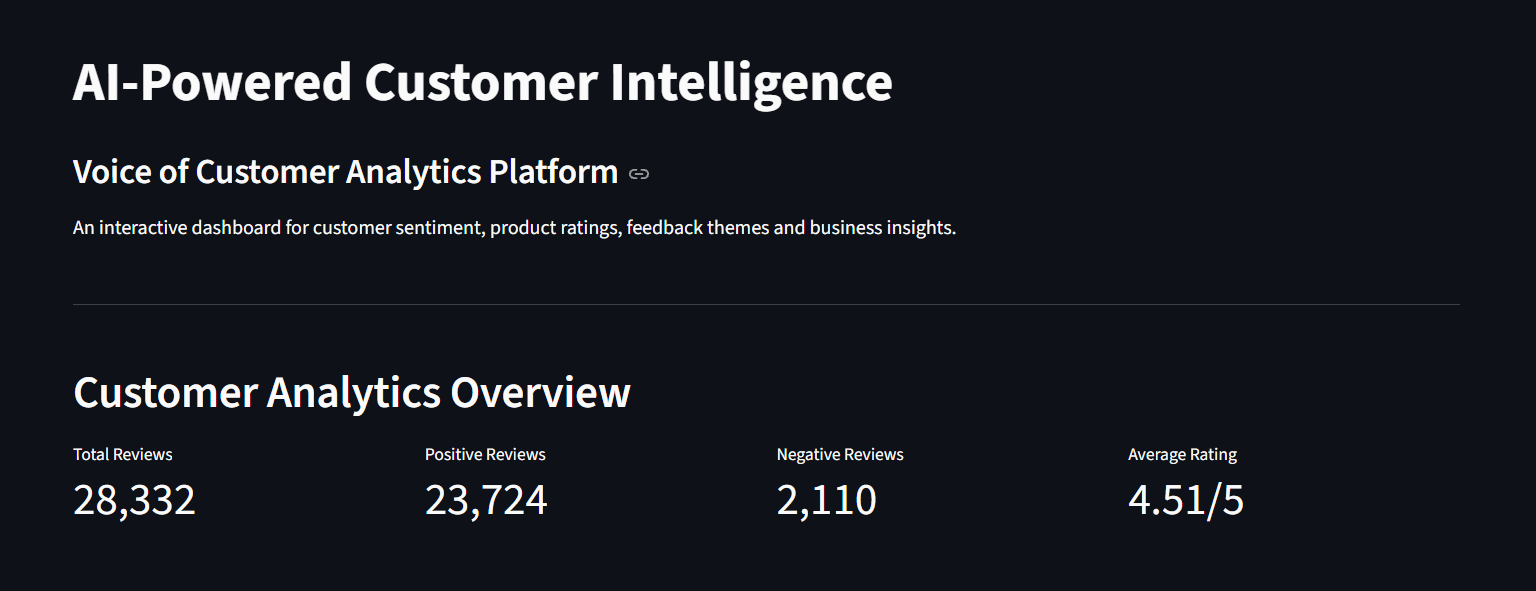 AI-Powered Customer Intelligence
Voice of Customer Analytics Platform
An interactive dashboard for customer sentiment, product ratings, feedback themes and business insights.
Customer Analytics Overview
Total Reviews
28,332
Positive Reviews
23,724
Negative Reviews
2,110
Average Rating
4.51/5